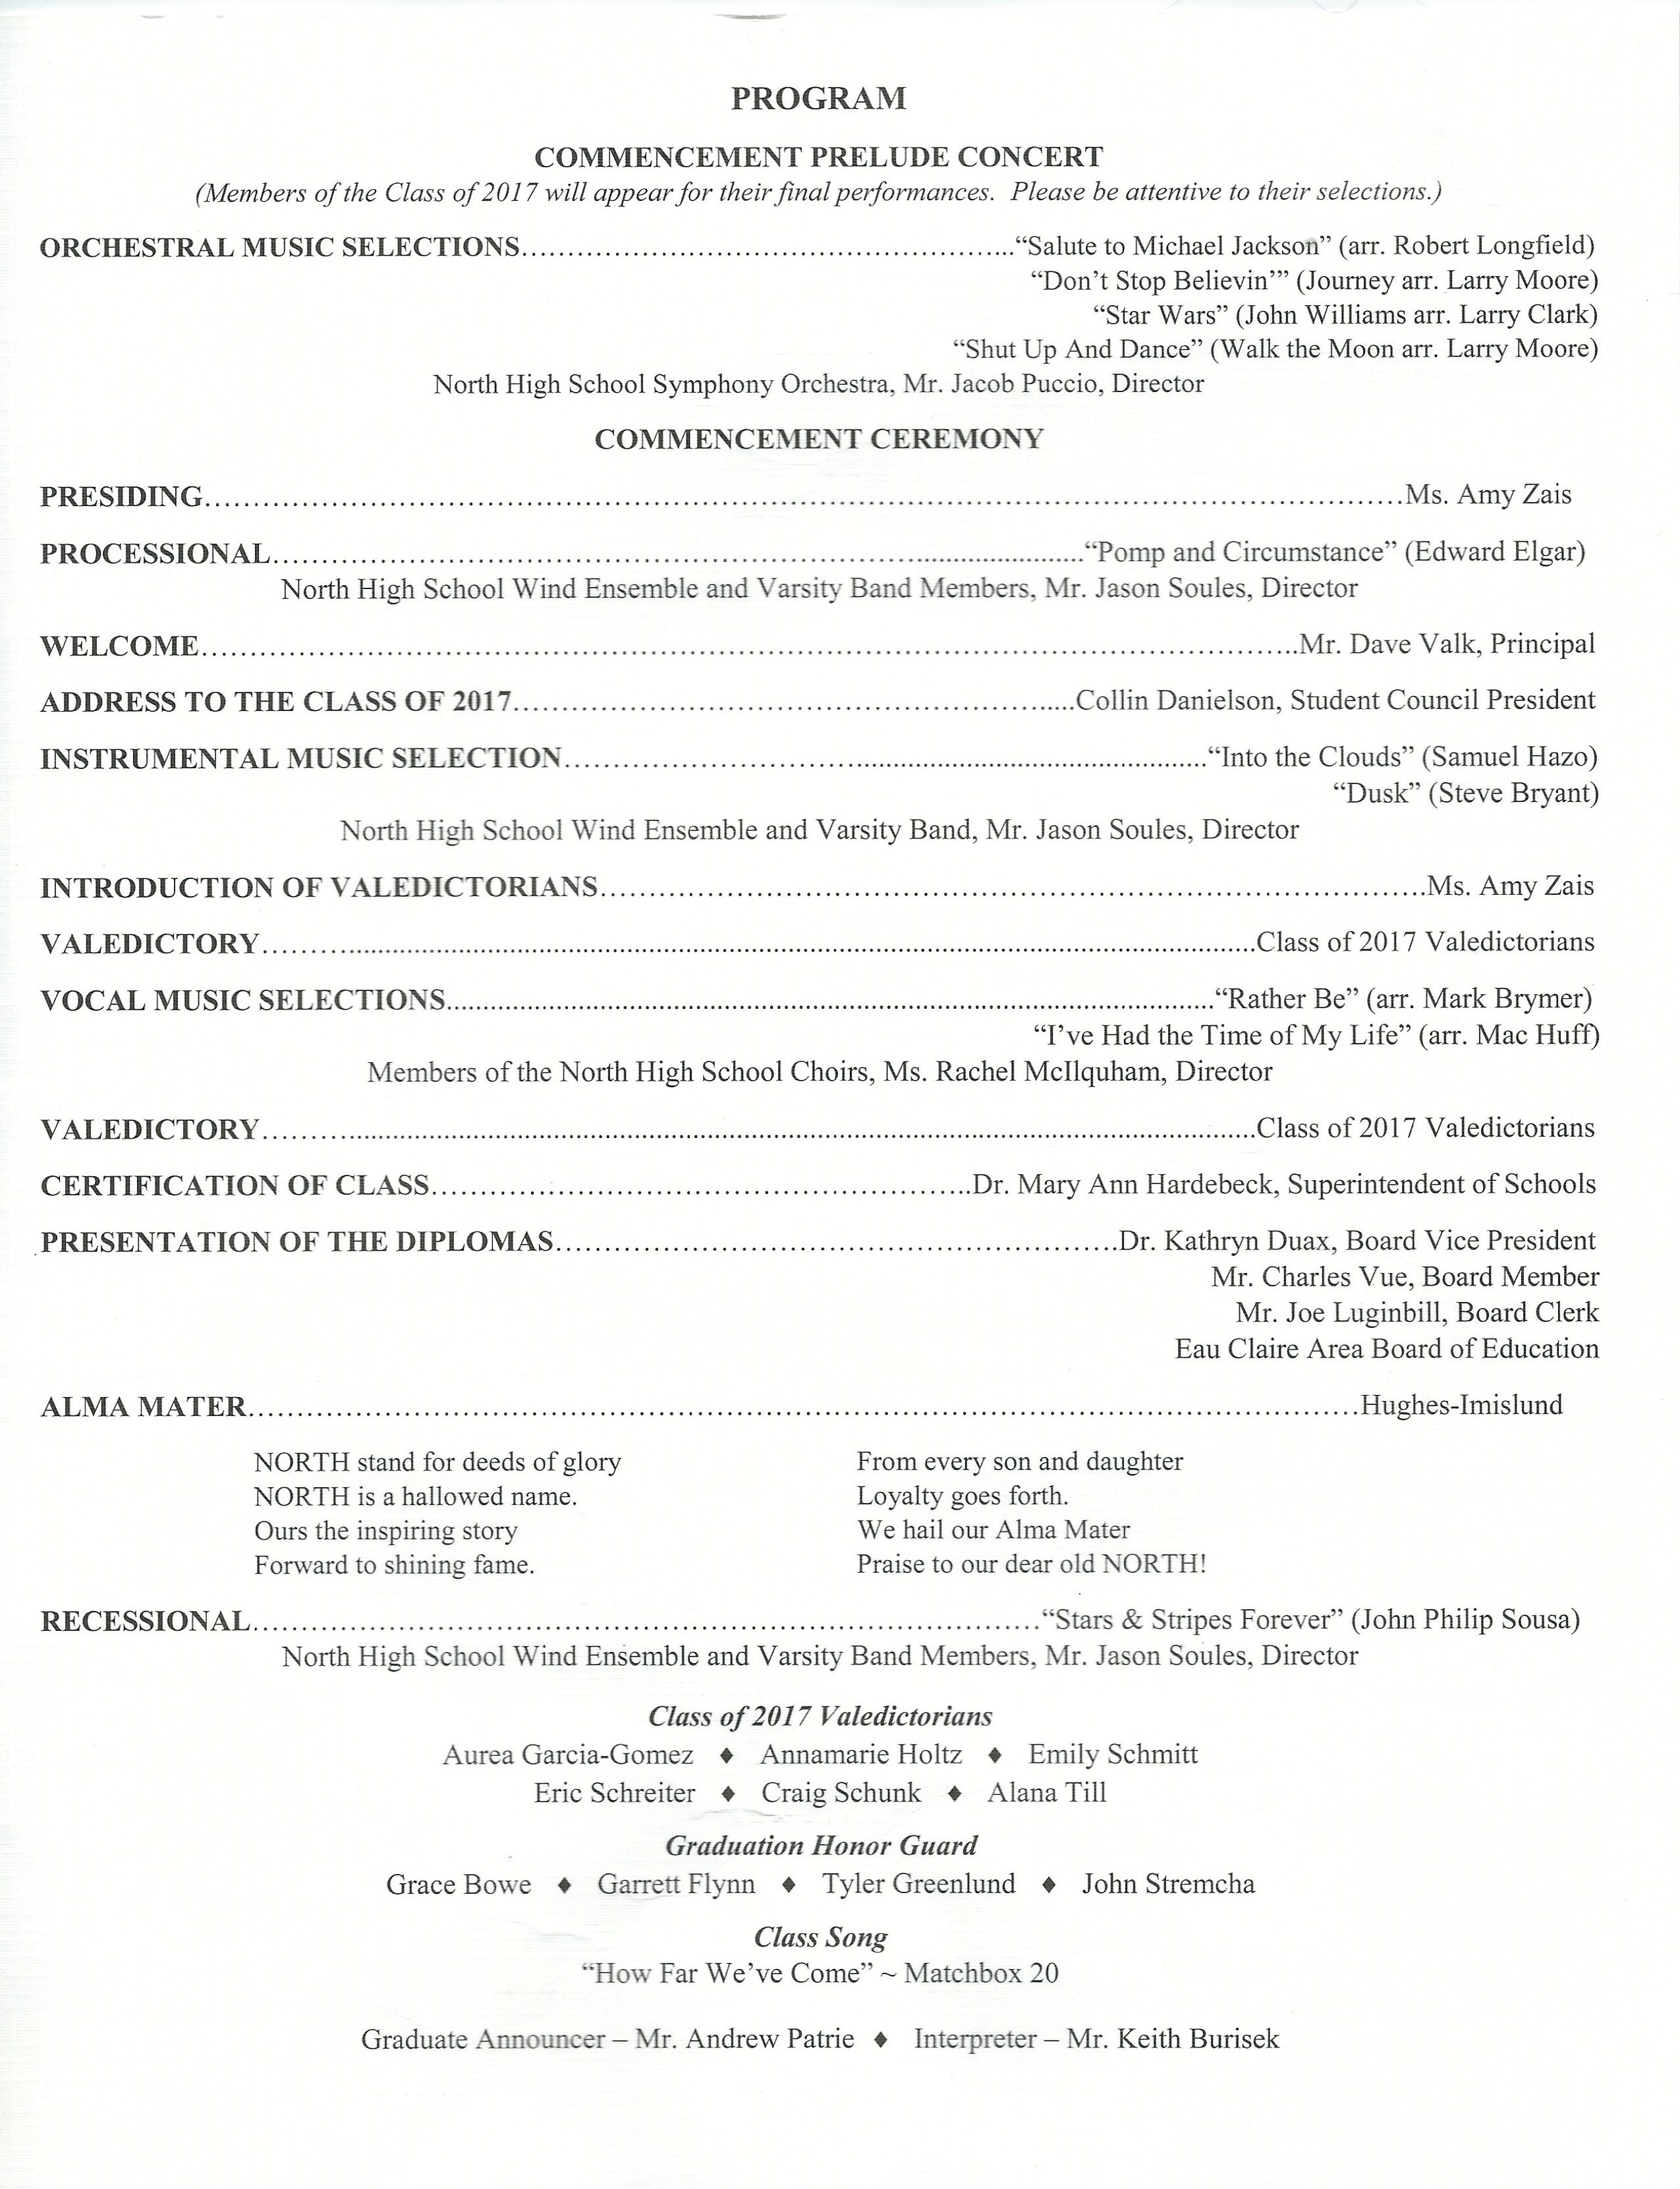 PROGRAM
COMMENCEMENT PRELUDE CONCERT
(Members of the Class of 2017 will appear for their final performances. Please be attentive to their selections.)
ORCHESTRAL MUSIC SELECTIONS..........“Salute to Michael Jackson” (arr. Robert Longfield)
“Don’t Stop Believin’” (Journey arr. Larry Moore)
“Star Wars” (John Williams arr. Larry Clark)
“Shut Up And Dance” (Walk the Moon arr. Larry Moore)
North High School Symphony Orchestra, Mr. Jacob Puccio, Director
COMMENCEMENT CEREMONY
PRESIDING..........Ms. Amy Zais
PROCESSIONAL..........“Pomp and Circumstance” (Edward Elgar)
North High School Wind Ensemble and Varsity Band Members, Mr. Jason Soules, Director
WELCOME..........Mr. Dave Valk, Principal
ADDRESS TO THE CLASS OF 2017..........Collin Danielson, Student Council President
INSTRUMENTAL MUSIC SELECTION..........“Into the Clouds” (Samuel Hazo)
“Dusk” (Steve Bryant)
North High School Wind Ensemble and Varsity Band, Mr. Jason Soules, Director
INTRODUCTION OF VALEDICTORIANS..........Ms. Amy Zais
VALEDICTORY..........Class of 2017 Valedictorians
VOCAL MUSIC SELECTIONS..........“Rather Be” (arr. Mark Brymer)
“I’ve Had the Time of My Life” (arr. Mac Huff)
Members of the North High School Choirs, Ms. Rachel McIlquham, Director
VALEDICTORY..........Class of 2017 Valedictorians
CERTIFICATION OF CLASS..........Dr. Mary Ann Hardebeck, Superintendent of Schools
PRESENTATION OF THE DIPLOMAS..........Dr. Kathryn Duax, Board Vice President
Mr. Charles Vue, Board Member
Mr. Joe Luginbill, Board Clerk
Eau Claire Area Board of Education
ALMA MATER..........Hughes-Imislund
NORTH stand for deeds of glory
NORTH is a hallowed name.
Ours the inspiring story
Forward to shining fame.
From every son and daughter
Loyalty goes forth.
We hail our Alma Mater
Praise to our dear old NORTH!
RECESSIONAL..........“Stars & Stripes Forever” (John Philip Sousa)
North High School Wind Ensemble and Varsity Band Members, Mr. Jason Soules, Director
Class of 2017 Valedictorians
Aurea Garcia-Gomez ♦ Annamarie Holtz ♦ Emily Schmitt
Eric Schreiter ♦ Craig Schunk ♦ Alana Till
Graduation Honor Guard
Grace Bowe ♦ Garrett Flynn ♦ Tyler Greenlund ♦ John Stremcha
Class Song
“How Far We’ve Come” ~ Matchbox 20
Graduate Announcer – Mr. Andrew Patrie ♦ Interpreter – Mr. Keith Burisek